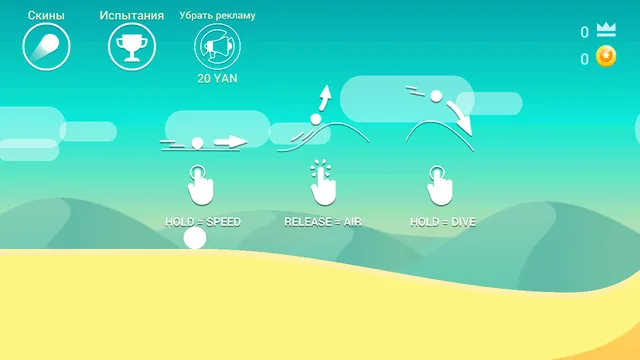 Скины
Испытания
Убрать рекламу
20 YAN
0
0
HOLD = SPEED
RELEASE = AIR
HOLD = DIVE